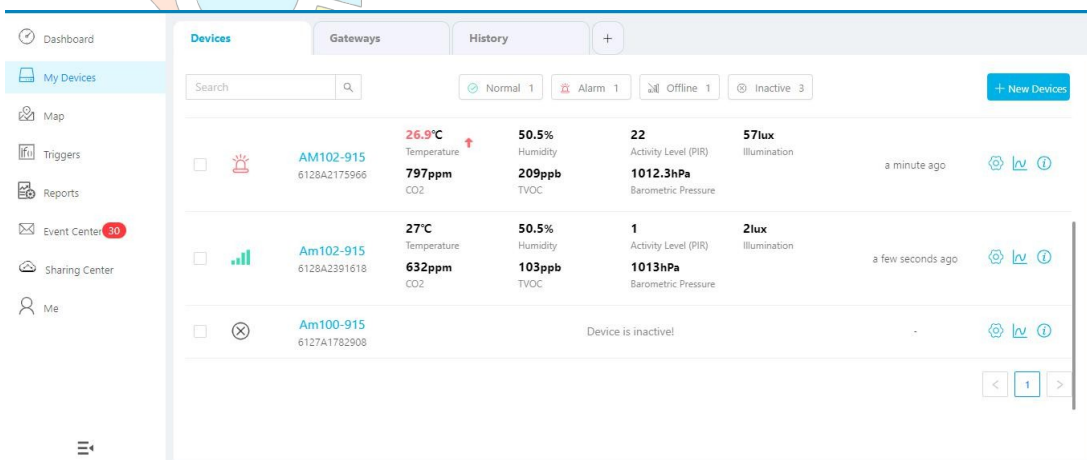 Dashboard
My Devices
Map
Triggers
Reports
Event Center 30
Sharing Center
Me
Devices
Gateways
History
+
Search
Normal 1
Alarm 1
Offline 1
Inactive 3
+ New Devices
AM102-915
6128A2175966
26.9℃
Temperature
50.5%
Humidity
22
Activity Level (PIR)
57lux
Illumination
797ppm
CO2
209ppb
TVOC
1012.3hPa
Barometric Pressure
a minute ago
Am102-915
6128A2391618
27℃
Temperature
50.5%
Humidity
1
Activity Level (PIR)
2lux
Illumination
632ppm
CO2
103ppb
TVOC
1013hPa
Barometric Pressure
a few seconds ago
Am100-915
6127A1782908
Device is inactive!
-
< 1 >